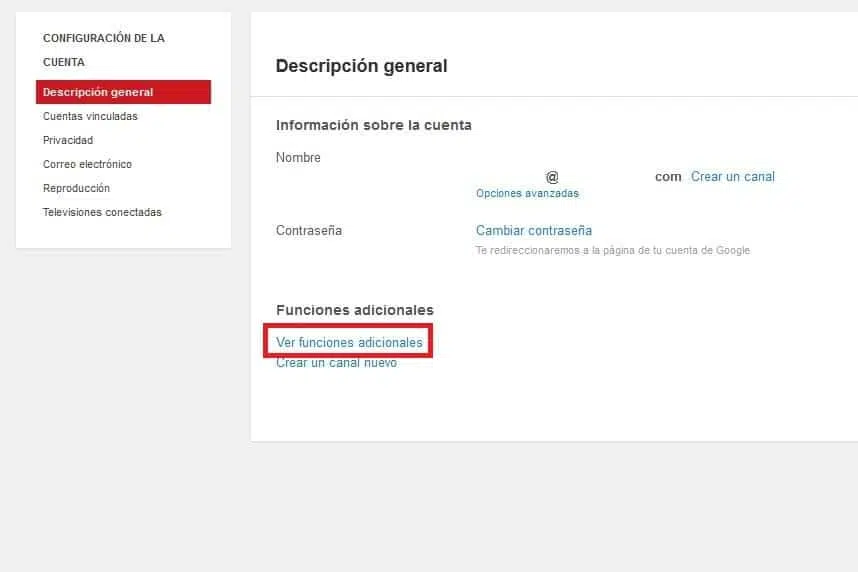 CONFIGURACIÓN DE LA
CUENTA
Descripción general
Cuentas vinculadas
Privacidad
Correo electrónico
Reproducción
Televisiones conectadas
Descripción general
Información sobre la cuenta
Nombre
@ com Crear un canal
Opciones avanzadas
Contraseña Cambiar contraseña
Te redireccionaremos a la página de tu cuenta de Google
Funciones adicionales
Ver funciones adicionales
Crear un canal nuevo